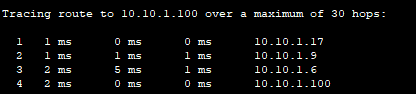 Tracing route to 10.10.1.100 over a maximum of 30 hops:
1 1 ms 0 ms 0 ms 10.10.1.17
2 1 ms 1 ms 1 ms 10.10.1.9
3 2 ms 5 ms 1 ms 10.10.1.6
4 2 ms 0 ms 0 ms 10.10.1.100